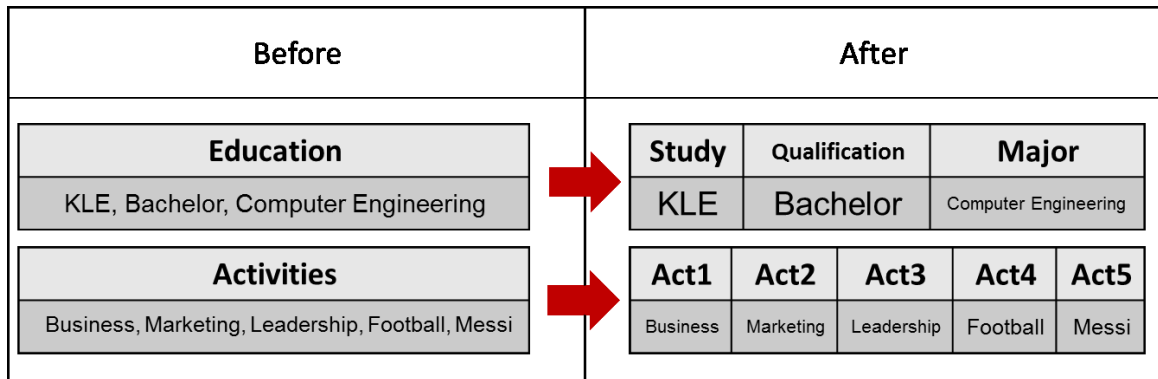 Before After
Education
KLE, Bachelor, Computer Engineering
Study Qualification Major
KLE Bachelor Computer Engineering
Activities
Business, Marketing, Leadership, Football, Messi
Act1 Act2 Act3 Act4 Act5
Business Marketing Leadership Football Messi